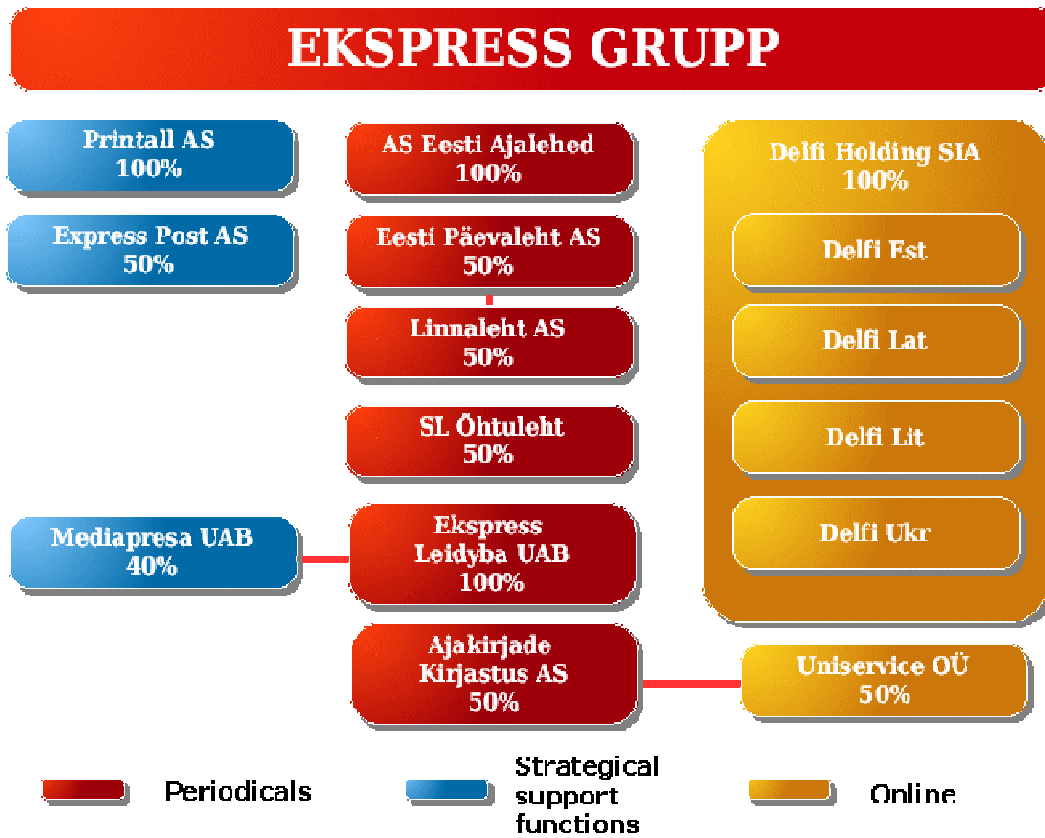 EKSPRESS GRUPP
Printall AS
100%
Express Post AS
50%
Mediapresa UAB
40%
AS Eesti Ajalehed
100%
Eesti Päevaleht AS
50%
Linnaleht AS
50%
SL Õhtuleht
50%
Ekspress
Leidyba UAB
100%
Ajakirjade
Kirjastus AS
50%
Delfi Holding SIA
100%
Delfi Est
Delfi Lat
Delfi Lit
Delfi Ukr
Uniservice OÜ
50%
Periodicals
Strategical
support
functions
Online